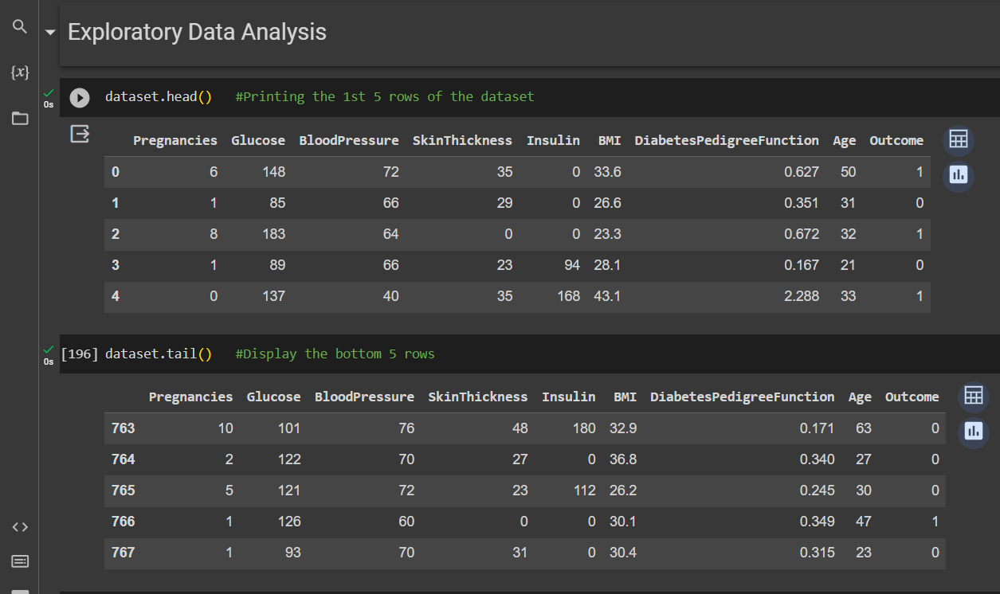 Exploratory Data Analysis
{x}
0s
dataset.head() #Printing the 1st 5 rows of the dataset
Pregnancies Glucose BloodPressure SkinThickness Insulin BMI DiabetesPedigreeFunction Age Outcome
0 6 148 72 35 0 33.6 0.627 50 1
1 1 85 66 29 0 26.6 0.351 31 0
2 8 183 64 0 0 23.3 0.672 32 1
3 1 89 66 23 94 28.1 0.167 21 0
4 0 137 40 35 168 43.1 2.288 33 1
0s
[196] dataset.tail() #Display the bottom 5 rows
Pregnancies Glucose BloodPressure SkinThickness Insulin BMI DiabetesPedigreeFunction Age Outcome
763 10 101 76 48 180 32.9 0.171 63 0
764 2 122 70 27 0 36.8 0.340 27 0
765 5 121 72 23 112 26.2 0.245 30 0
766 1 126 60 0 0 30.1 0.349 47 1
767 1 93 70 31 0 30.4 0.315 23 0